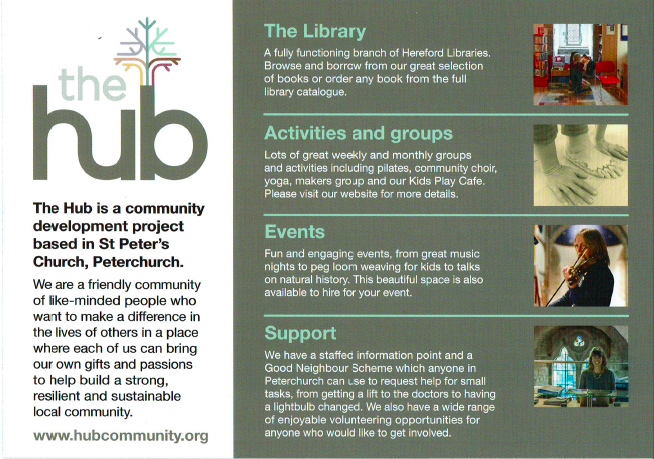 the
hub
The Hub is a community
development project
based in St Peter's
Church, Peterchurch.
We are a friendly community
of like-minded people who
want to make a difference in
the lives of others in a place
where each of us can bring
our own gifts and passions
to help build a strong,
resilient and sustainable
local community.
www.hubcommunity.org
The Library
A fully functioning branch of Hereford Libraries.
Browse and borrow from our great selection
of books or order any book from the full
library catalogue.
Activities and groups
Lots of great weekly and monthly groups
and activities including pilates, community choir,
yoga, makers group and our Kids Play Cafe.
Please visit our website for more details.
Events
Fun and engaging events, from great music
nights to peg loom weaving for kids to talks
on natural history. This beautiful space is also
available to hire for your event.
Support
We have a staffed information point and a
Good Neighbour Scheme which anyone in
Peterchurch can use to request help for small
tasks, from getting a lift to the doctors to having
a lightbulb changed. We also have a wide range
of enjoyable volunteering opportunities for
anyone who would like to get involved.